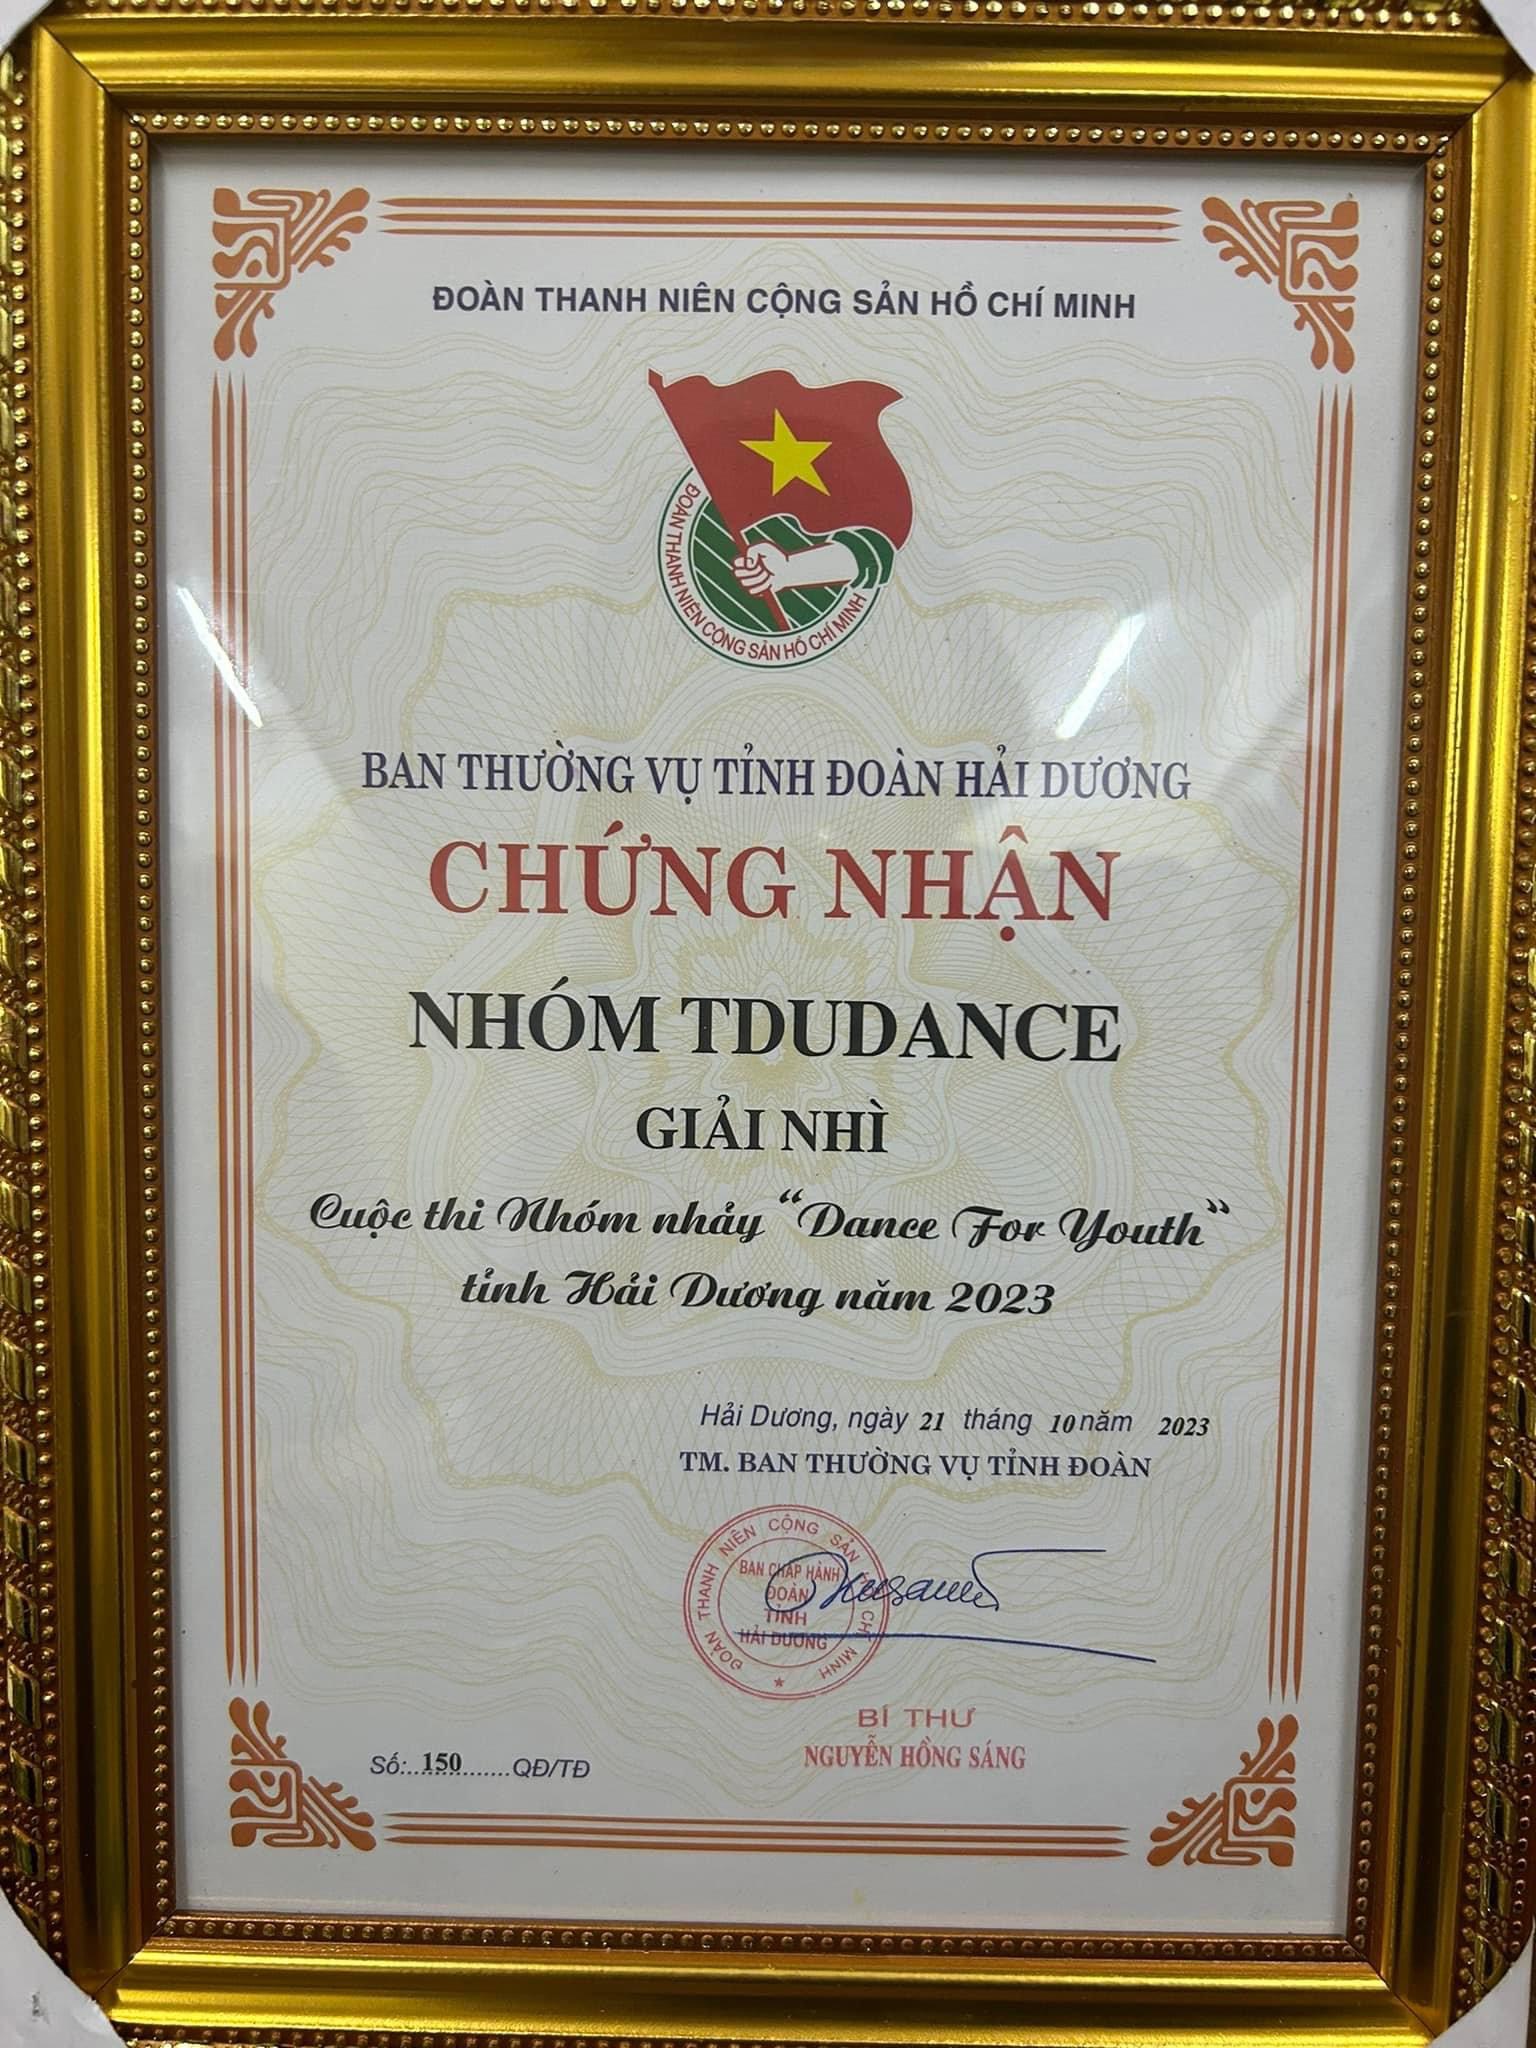 ĐOÀN THANH NIÊN CỘNG SẢN HỒ CHÍ MINH
ĐOÀN THANH NIÊN CỘNG SẢN HỒ CHÍ MINH
BAN THƯỜNG VỤ TỈNH ĐOÀN HẢI DƯƠNG
CHỨNG NHẬN
NHÓM TDUDANCE
GIẢI NHÌ
Cuộc thi Nhóm nhảy “Dance For Youth”
tỉnh Hải Dương năm 2023
Hải Dương, ngày 21 tháng 10 năm 2023
TM. BAN THƯỜNG VỤ TỈNH ĐOÀN
ĐOÀN THANH NIÊN CỘNG SẢN CHÍ MINH
BAN CHẤP HÀNH
ĐOÀN
TỈNH
HẢI DƯƠNG
BÍ THƯ
NGUYỄN HỒNG SÁNG
Số:..150........QĐ/TĐ